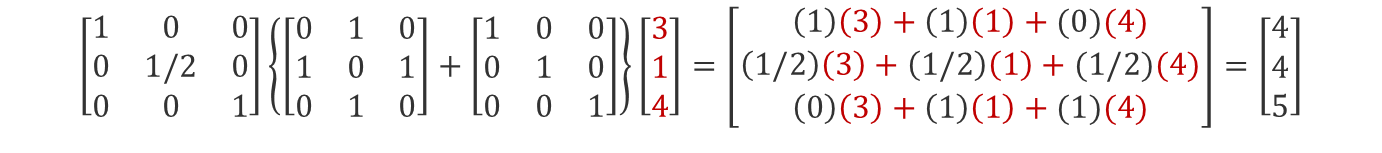 [1 0 0] {[0 1 0] [1 0 0]} [3] [(1)(3) + (1)(1) + (0)(4)] [4]
[0 1/2 0] {[1 0 1] + [0 1 0]} [1] = [(1/2)(3) + (1/2)(1) + (1/2)(4)] = [4]
[0 0 1] {[0 1 0] [0 0 1]} [4] [(0)(3) + (1)(1) + (1)(4)] [5]